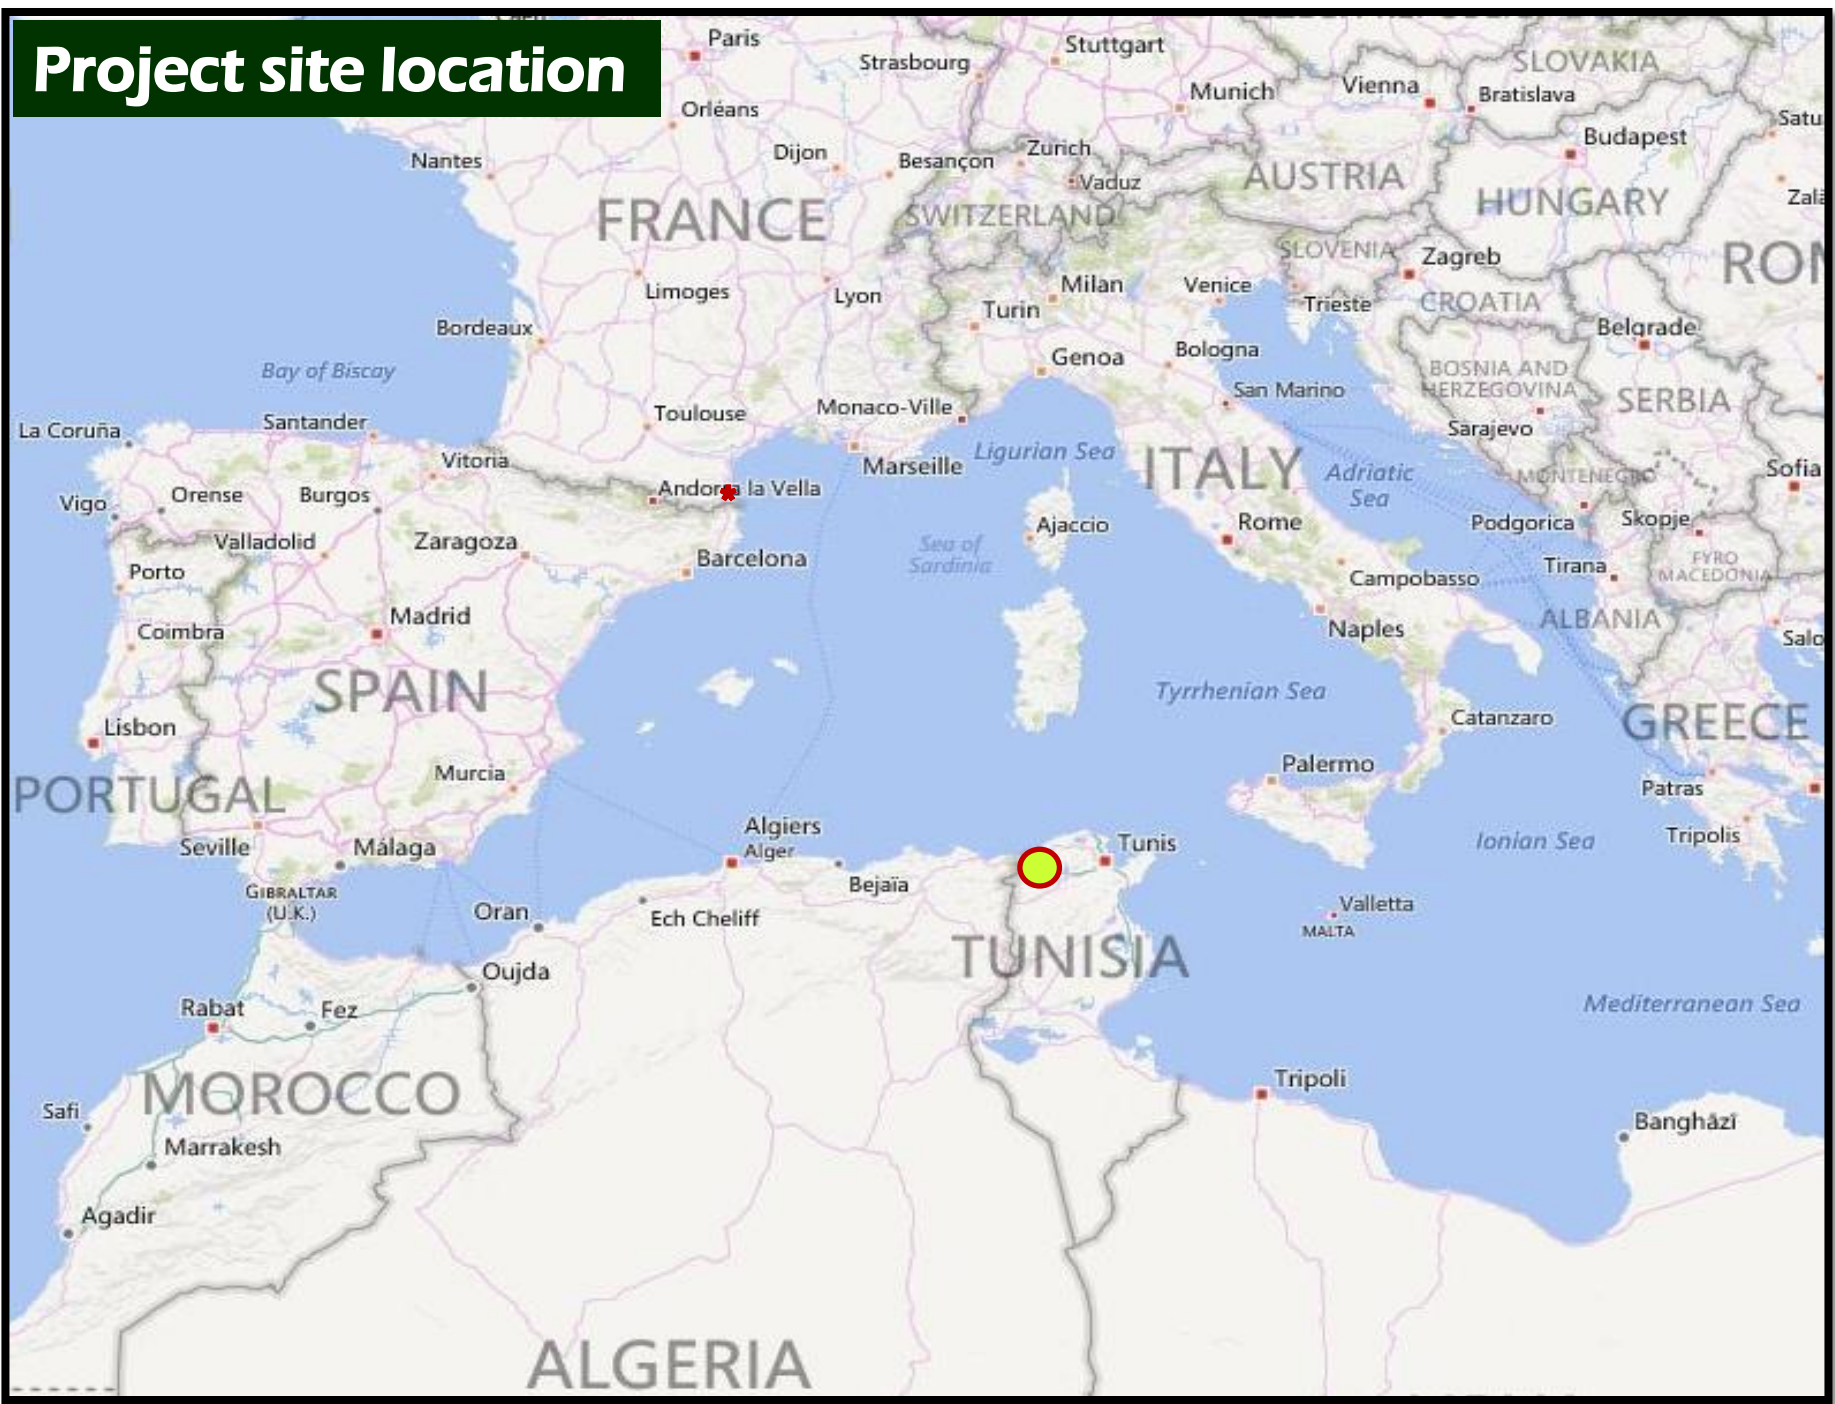 Project site location
Paris
Strasbourg
Stuttgart
Munich
Vienna
SLOVAKIA
Bratislava
Orléans
Budapest
Nantes
Dijon
Besançon
Zurich
Vaduz
AUSTRIA
HUNGARY
FRANCE
SWITZERLAND
SLOVENIA
Zagreb
Limoges
Lyon
Milan
Venice
Trieste
CROATIA
Turin
Bordeaux
Belgrade
Genoa
Bologna
Bay of Biscay
BOSNIA AND
HERZEGOVINA
San Marino
SERBIA
La Coruña
Santander
Toulouse
Monaco-Ville
Sarajevo
Vitoria
Marseille
Ligurian Sea
ITALY
Adriatic
Sea
MONTENEGRO
Sofia
Vigo
Orense
Burgos
Andorra la Vella
Ajaccio
Rome
Podgorica
Skopje
Valladolid
Zaragoza
Barcelona
Sea of
Sardinia
Campobasso
Tirana
FYRO
MACEDONIA
Porto
Madrid
Coimbra
Naples
ALBANIA
SPAIN
Tyrrhenian Sea
Catanzaro
GREECE
Lisbon
Murcia
Palermo
PORTUGAL
Patras
Seville
Málaga
Algiers
Alger
Tunis
Ionian Sea
Tripolis
Bejaïa
GIBRALTAR
(U.K.)
Oran
Ech Cheliff
Valletta
MALTA
TUNISIA
Oujda
Rabat
Fez
Mediterranean Sea
MOROCCO
Tripoli
Safi
Banghāzī
Marrakesh
Agadir
ALGERIA